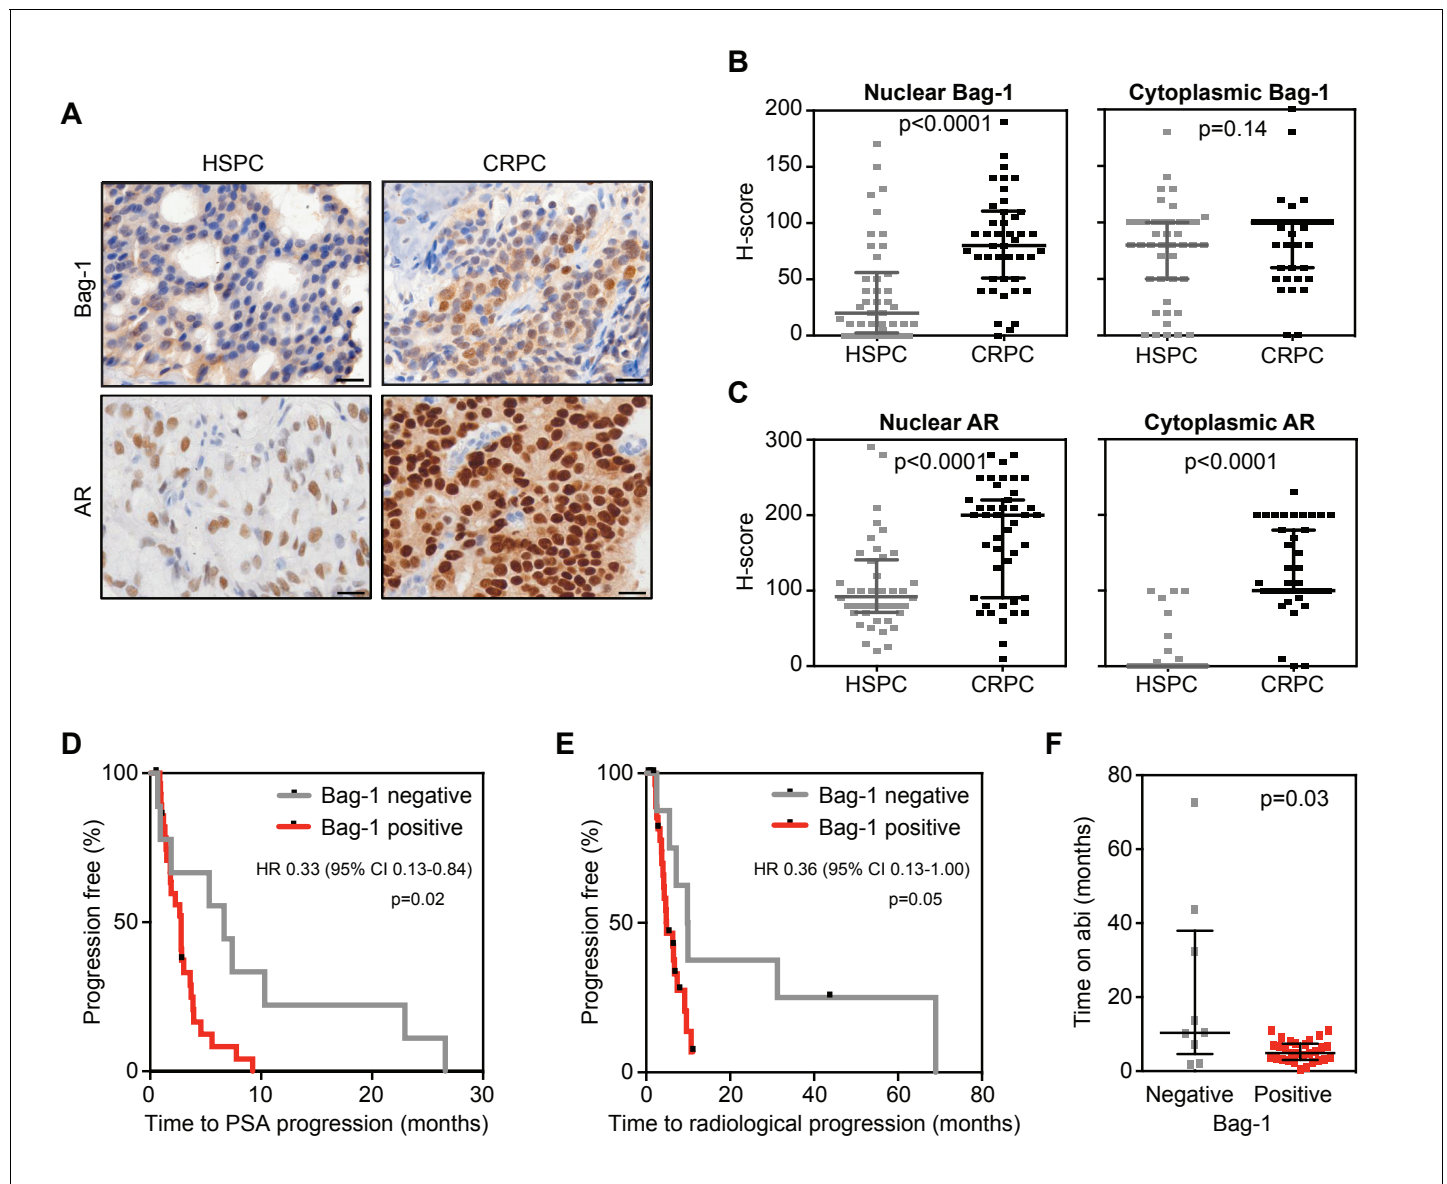 A
HSPC
CRPC
Bag-1
AR
B
Nuclear Bag-1
Cytoplasmic Bag-1
p<0.0001
p=0.14
H-score
200
150
100
50
0
HSPC
CRPC
HSPC
CRPC
C
Nuclear AR
Cytoplasmic AR
p<0.0001
p<0.0001
H-score
300
200
100
0
HSPC
CRPC
HSPC
CRPC
D
Progression free (%)
100
50
0
Bag-1 negative
Bag-1 positive
HR 0.33 (95% CI 0.13-0.84)
p=0.02
0
10
20
30
Time to PSA progression (months)
E
Progression free (%)
100
50
0
Bag-1 negative
Bag-1 positive
HR 0.36 (95% CI 0.13-1.00)
p=0.05
0
20
40
60
80
Time to radiological progression (months)
F
Time on abi (months)
80
60
40
20
0
p=0.03
Negative
Positive
Bag-1